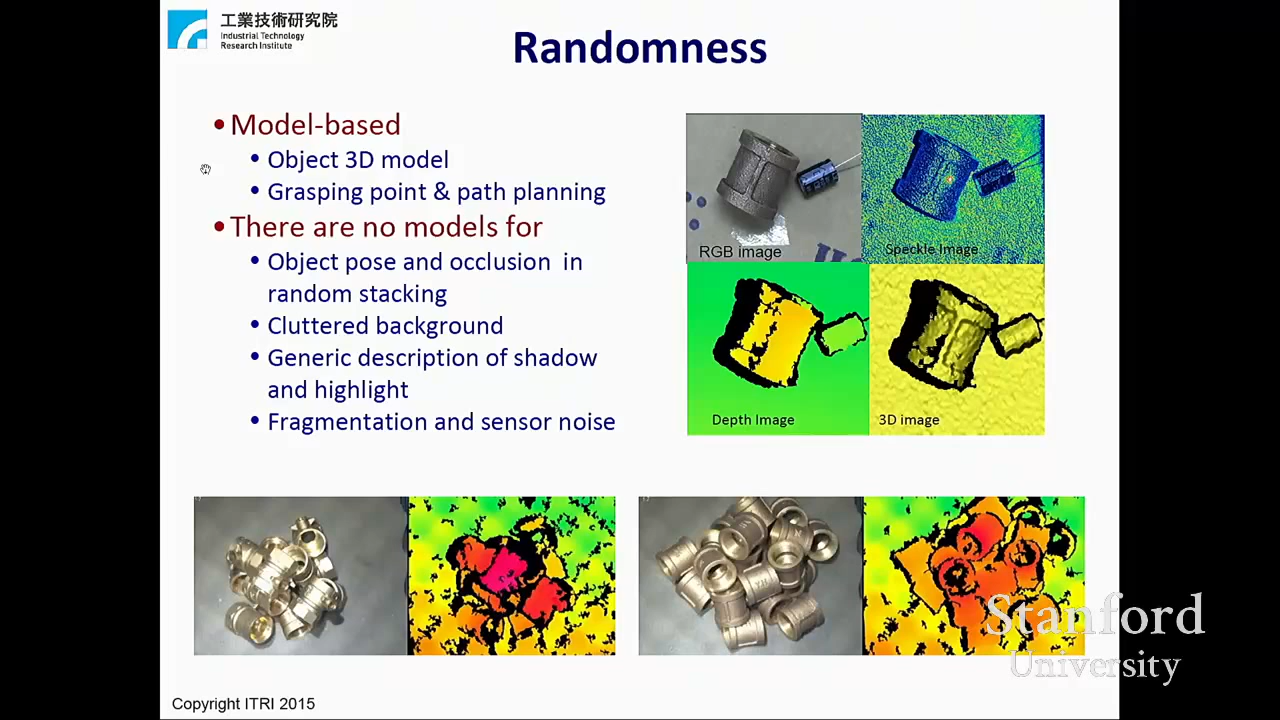 工業技術研究院
Industrial Technology
Research Institute
Randomness
• Model-based
• Object 3D model
• Grasping point & path planning
• There are no models for
• Object pose and occlusion in
random stacking
• Cluttered background
• Generic description of shadow
and highlight
• Fragmentation and sensor noise
RGB image
Speckle Image
Depth Image
3D image
Stanford
University
Copyright ITRI 2015